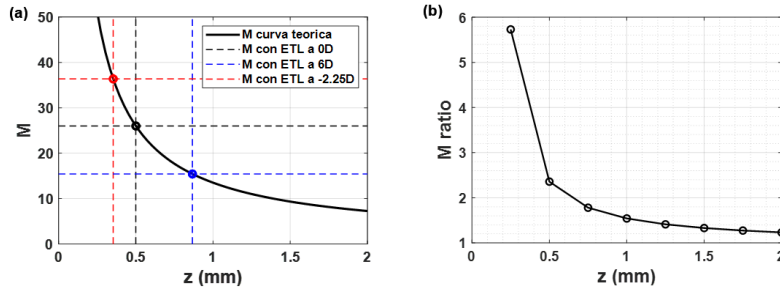 (a)
50
40
30
20
10
0
M
M curva teorica
M con ETL a 0D
M con ETL a 6D
M con ETL a -2.25D
0
0.5
1
1.5
2
z (mm)
(b)
6
5
4
3
2
1
M ratio
0
0.5
1
1.5
2
z (mm)